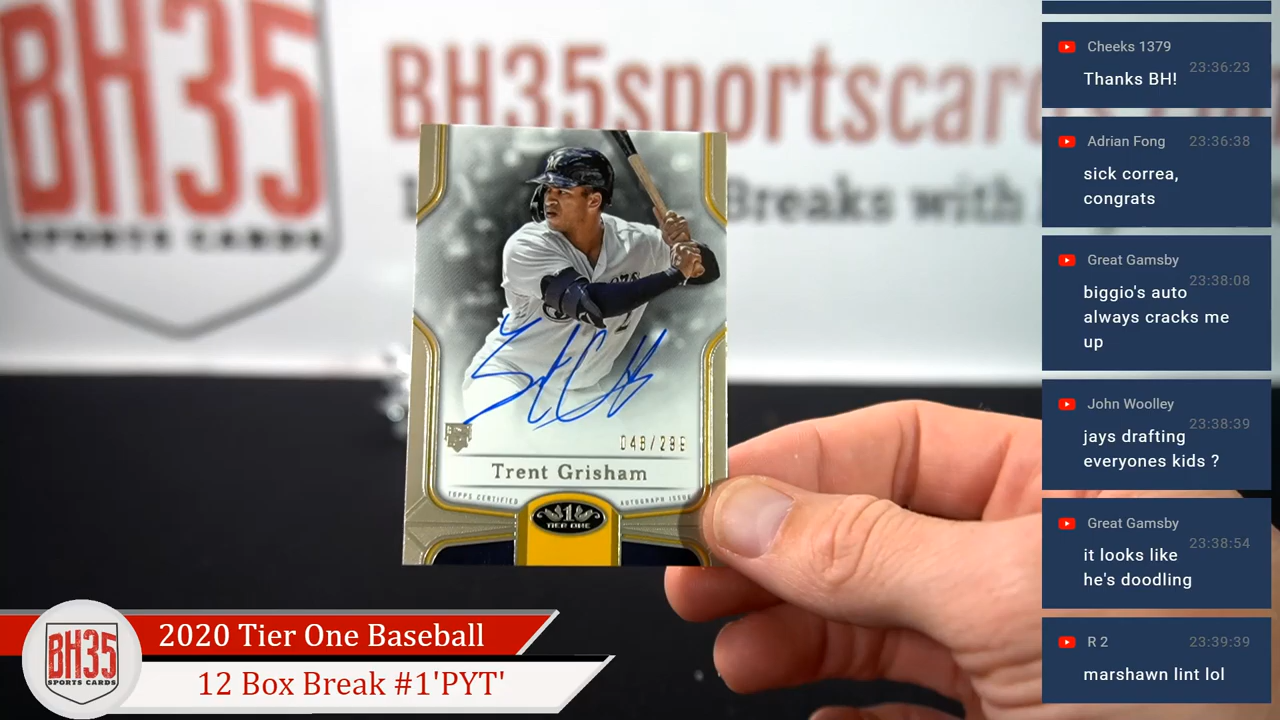 BH35
SPORTS CARDS
BH35sportscards
Breaks with
RC
048/299
Trent Grisham
TOPPS CERTIFIED
AUTOGRAPH ISSUE
1
TIER ONE
BH35
SPORTS CARDS
2020 Tier One Baseball
12 Box Break #1'PYT'
Cheeks 1379
23:36:23
Thanks BH!
Adrian Fong
23:36:38
sick correa,
congrats
Great Gamsby
23:38:08
biggio's auto
always cracks me
up
John Woolley
23:38:39
jays drafting
everyones kids ?
Great Gamsby
23:38:54
it looks like
he's doodling
R 2
23:39:39
marshawn lint lol